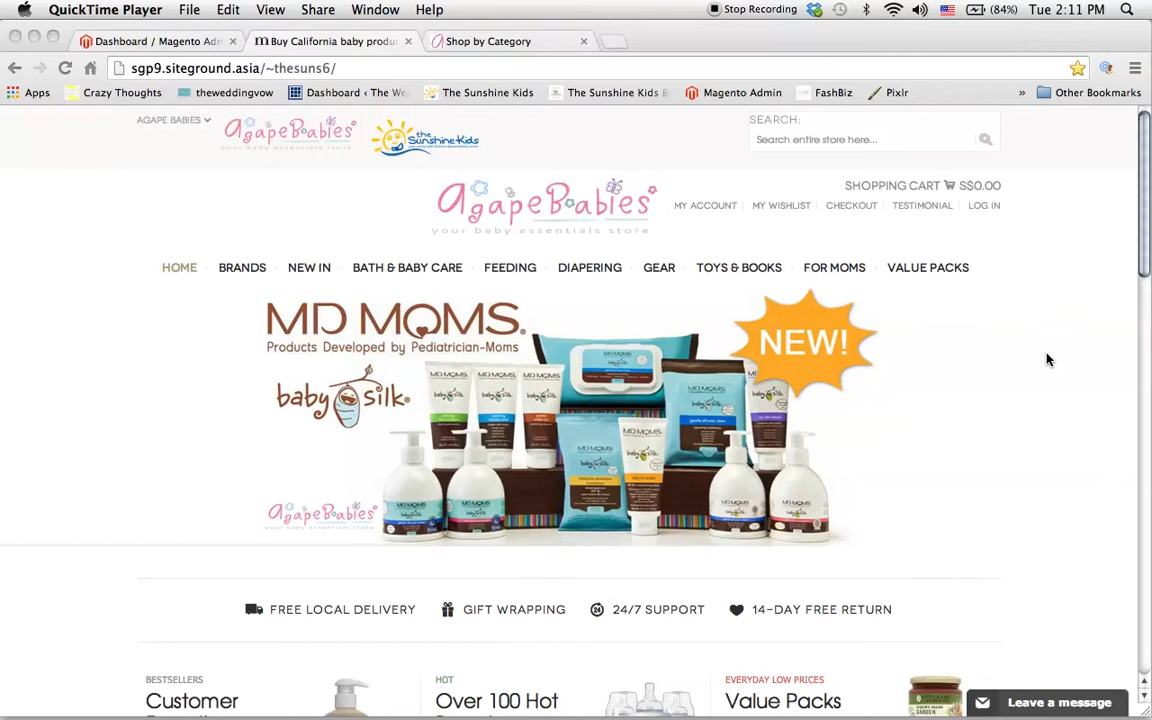 QuickTime Player File Edit View Share Window Help Stop Recording (84%) Tue 2:11 PM
Dashboard / Magento Adm Buy California baby produc Shop by Category
sgp9.siteground.asia/~thesuns6/
Apps Crazy Thoughts theweddingvow Dashboard ‹ The We The Sunshine Kids The Sunshine Kids B Magento Admin FashBiz Pixlr » Other Bookmarks
AGAPE BABIES AgapeBabies your baby essentials store the Sunshine Kids SEARCH:
Search entire store here...
SHOPPING CART S$0.00
AgapeBabies
your baby essentials store
MY ACCOUNT MY WISHLIST CHECKOUT TESTIMONIAL LOG IN
HOME BRANDS NEW IN BATH & BABY CARE FEEDING DIAPERING GEAR TOYS & BOOKS FOR MOMS VALUE PACKS
MD MOMS.
Products Developed by Pediatrician-Moms
baby silk
NEW!
MD MOMS
baby silk
AgapeBabies
your baby essentials store
FREE LOCAL DELIVERY GIFT WRAPPING 24/7 SUPPORT 14-DAY FREE RETURN
BESTSELLERS HOT EVERYDAY LOW PRICES
Customer Over 100 Hot Value Packs
Leave a message